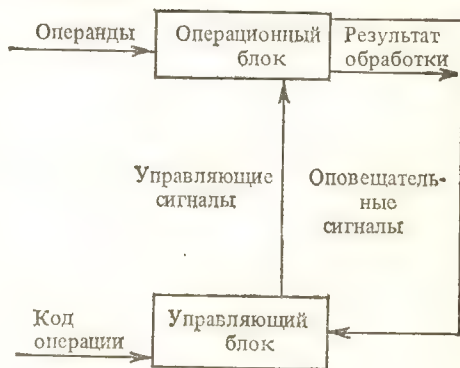 Операнды
Операционный
блок
Результат
обработки
Управляющие
сигналы
Оповещатель-
ные
сигналы
Код
операции
Управляющий
блок